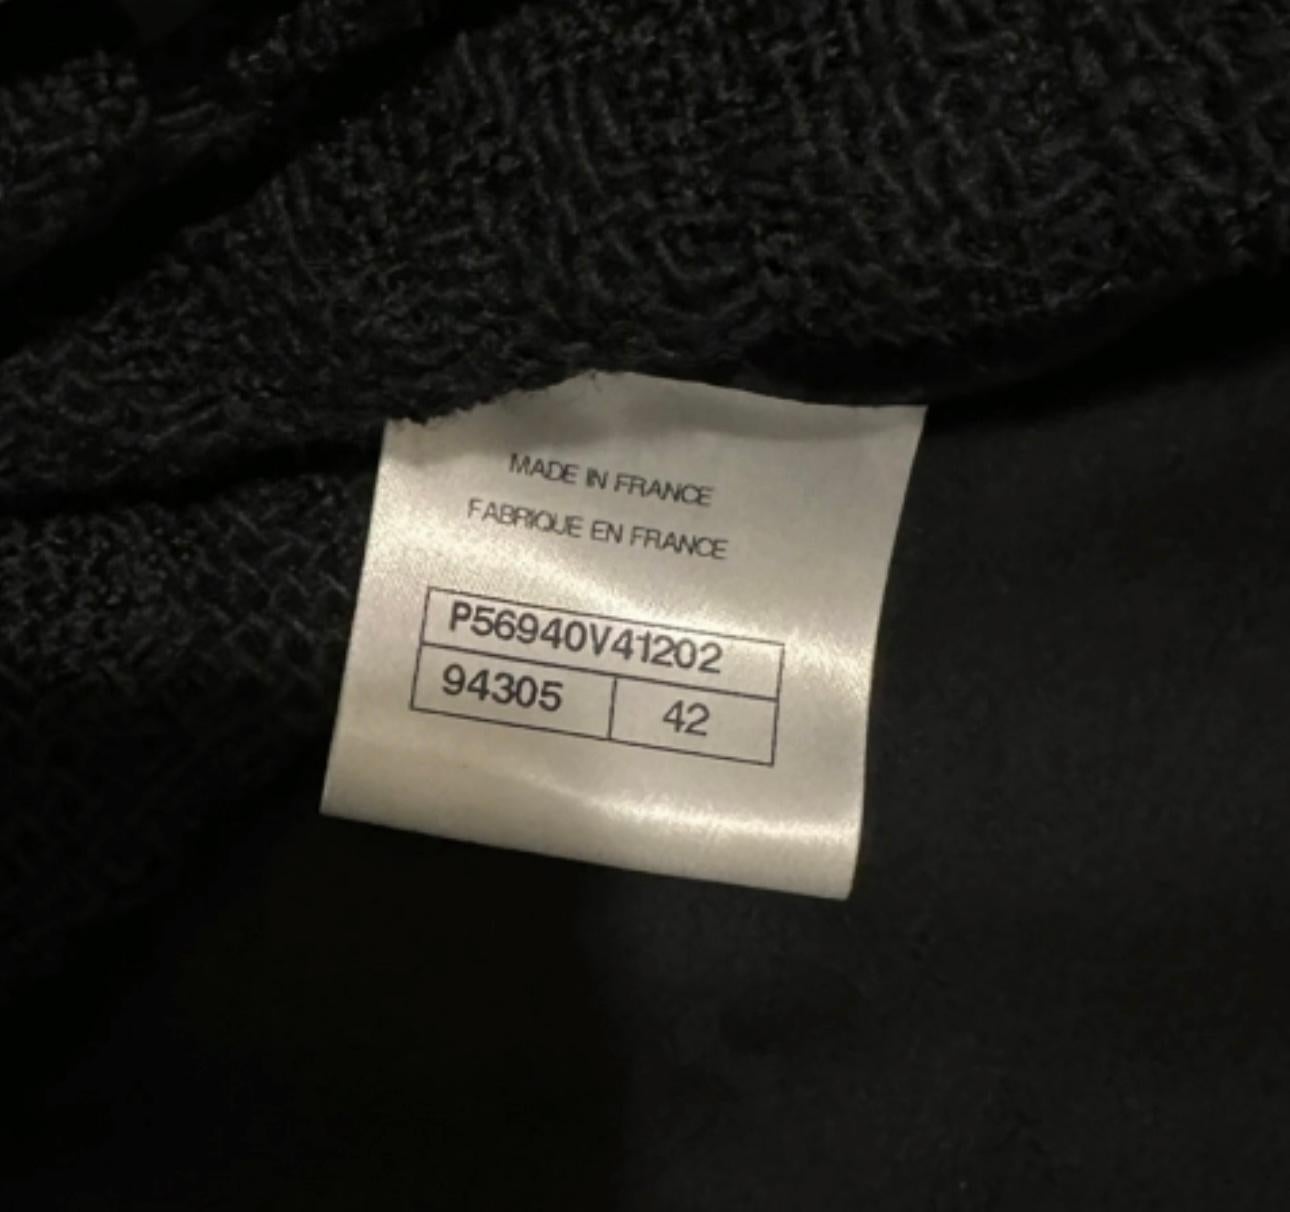 MADE IN FRANCE
FABRIQUE EN FRANCE
P56940V41202
94305 42